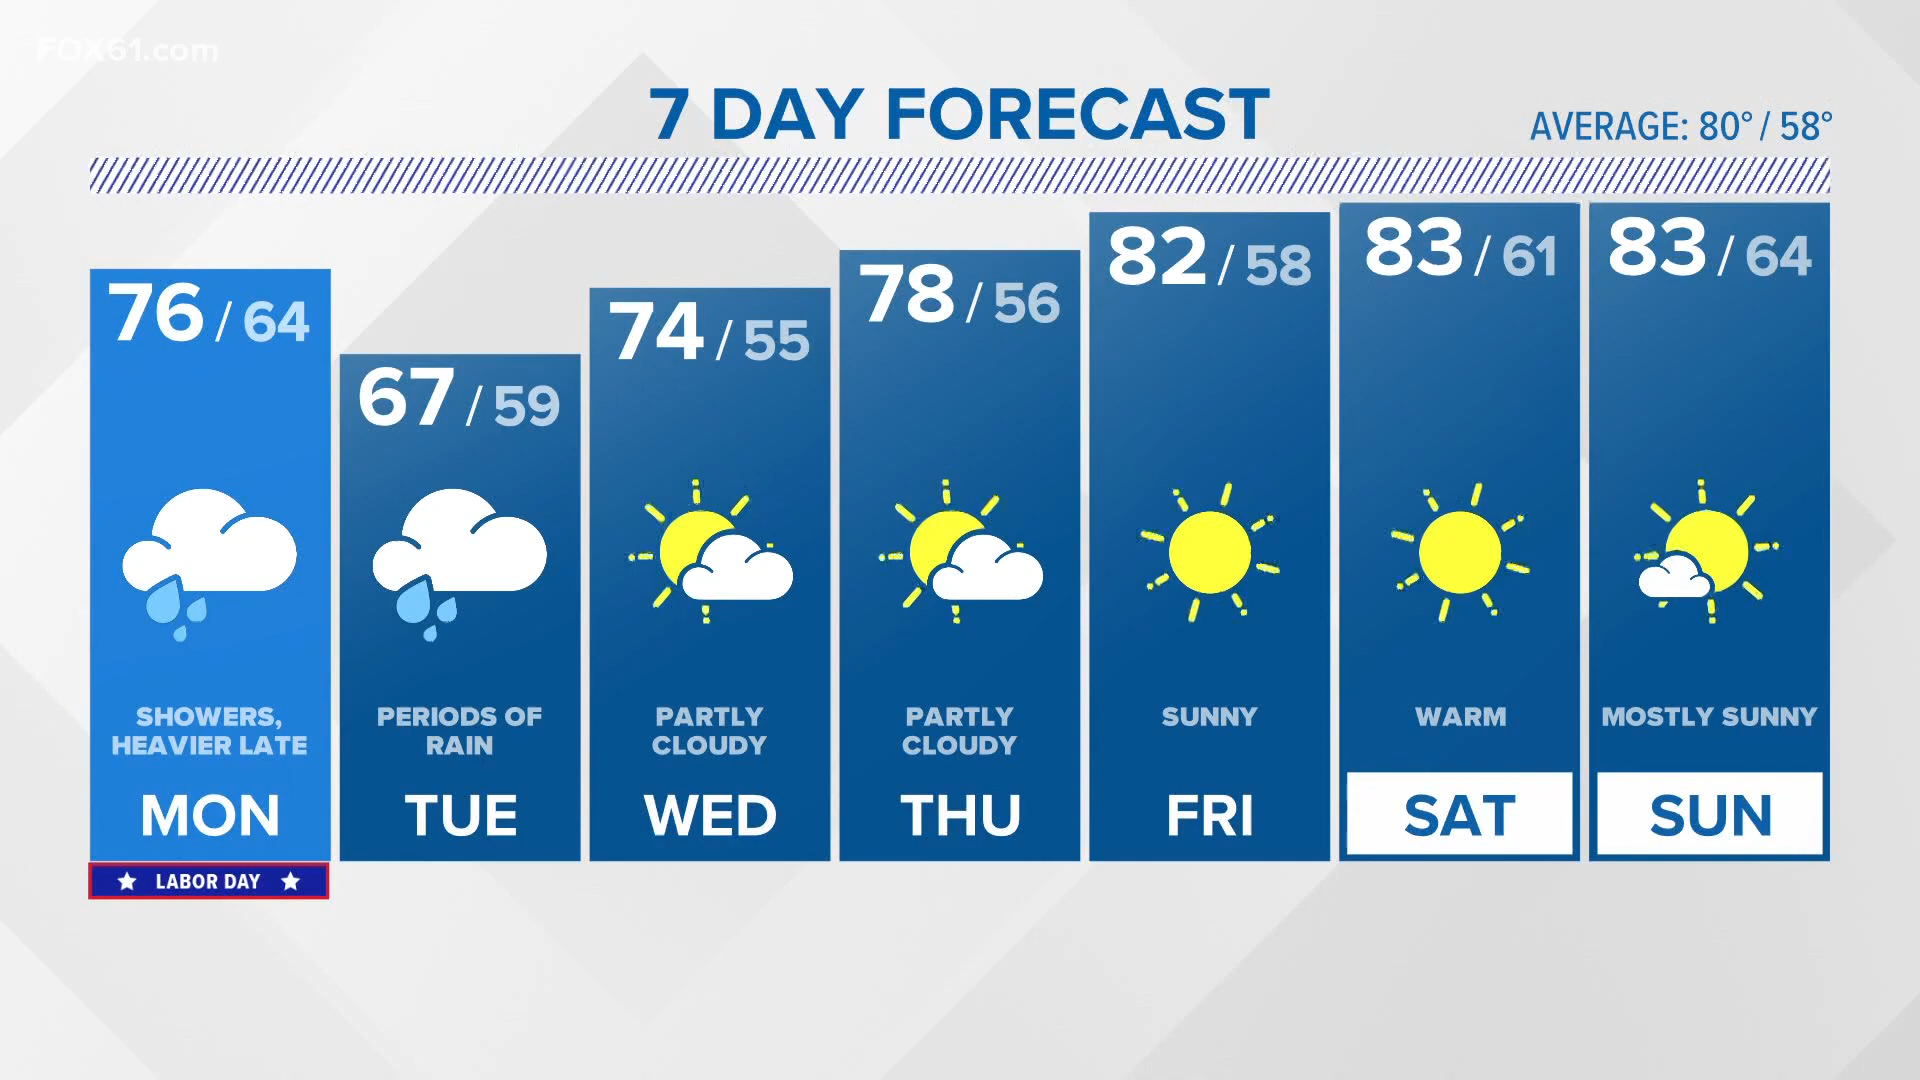 FOX61.com
7 DAY FORECAST
AVERAGE: 80° / 58°
76 / 64
67 / 59
74 / 55
78 / 56
82 / 58
83 / 61
83 / 64
SHOWERS,
HEAVIER LATE
PERIODS OF
RAIN
PARTLY
CLOUDY
PARTLY
CLOUDY
SUNNY
WARM
MOSTLY SUNNY
MON
TUE
WED
THU
FRI
SAT
SUN
LABOR DAY